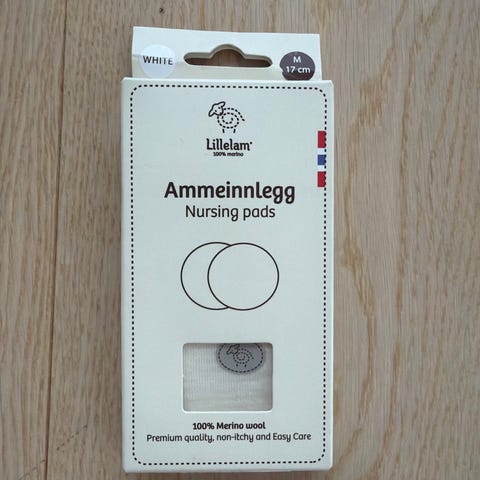 WHITE
M
17 cm
Lillelam®
100% merino
Ammeinnlegg
Nursing pads
100% Merino wool
Premium quality, non-itchy and Easy Care